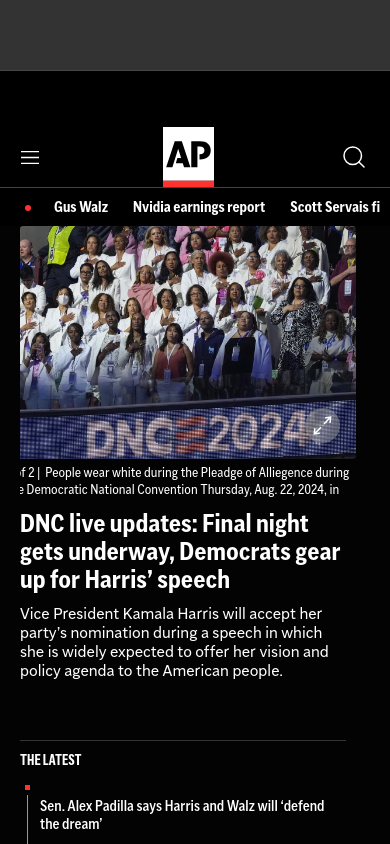 AP
Gus Walz Nvidia earnings report Scott Servais fi
DNC 2024
of 2 | People wear white during the Pleadge of Alliegence during
e Democratic National Convention Thursday, Aug. 22, 2024, in
DNC live updates: Final night
gets underway, Democrats gear
up for Harris’ speech
Vice President Kamala Harris will accept her
party’s nomination during a speech in which
she is widely expected to offer her vision and
policy agenda to the American people.
THE LATEST
Sen. Alex Padilla says Harris and Walz will ‘defend
the dream’